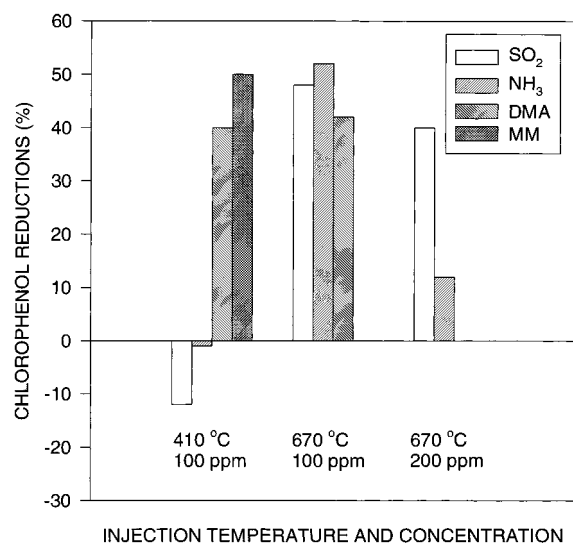 60
50
40
30
20
10
0
-10
-20
-30
CHLOROPHENOL REDUCTIONS (%)
SO₂
NH₃
DMA
MM
410 °C
100 ppm
670 °C
100 ppm
670 °C
200 ppm
INJECTION TEMPERATURE AND CONCENTRATION